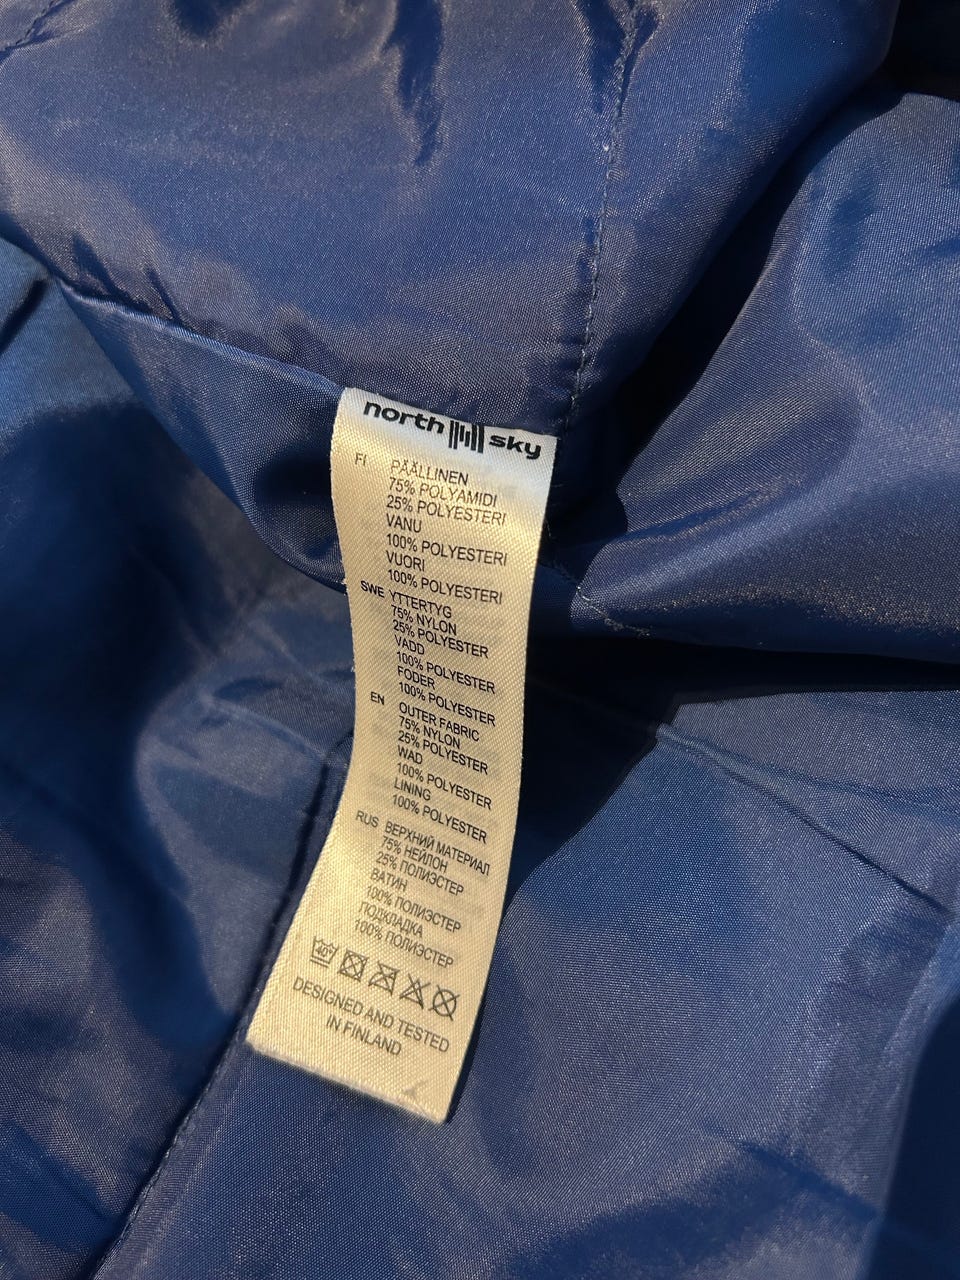 north sky
FI PÄÄLLINEN
75% POLYAMIDI
25% POLYESTERI
VANU
100% POLYESTERI
VUORI
100% POLYESTERI
SWE YTTERTYG
75% NYLON
25% POLYESTER
VADD
100% POLYESTER
FODER
100% POLYESTER
EN OUTER FABRIC
75% NYLON
25% POLYESTER
WAD
100% POLYESTER
LINING
100% POLYESTER
RUS ВЕРХНИЙ МАТЕРИАЛ
75% НЕЙЛОН
25% ПОЛИЭСТЕР
ВАТИН
100% ПОЛИЭСТЕР
ПОДКЛАДКА
100% ПОЛИЭСТЕР
40°
DESIGNED AND TESTED
IN FINLAND